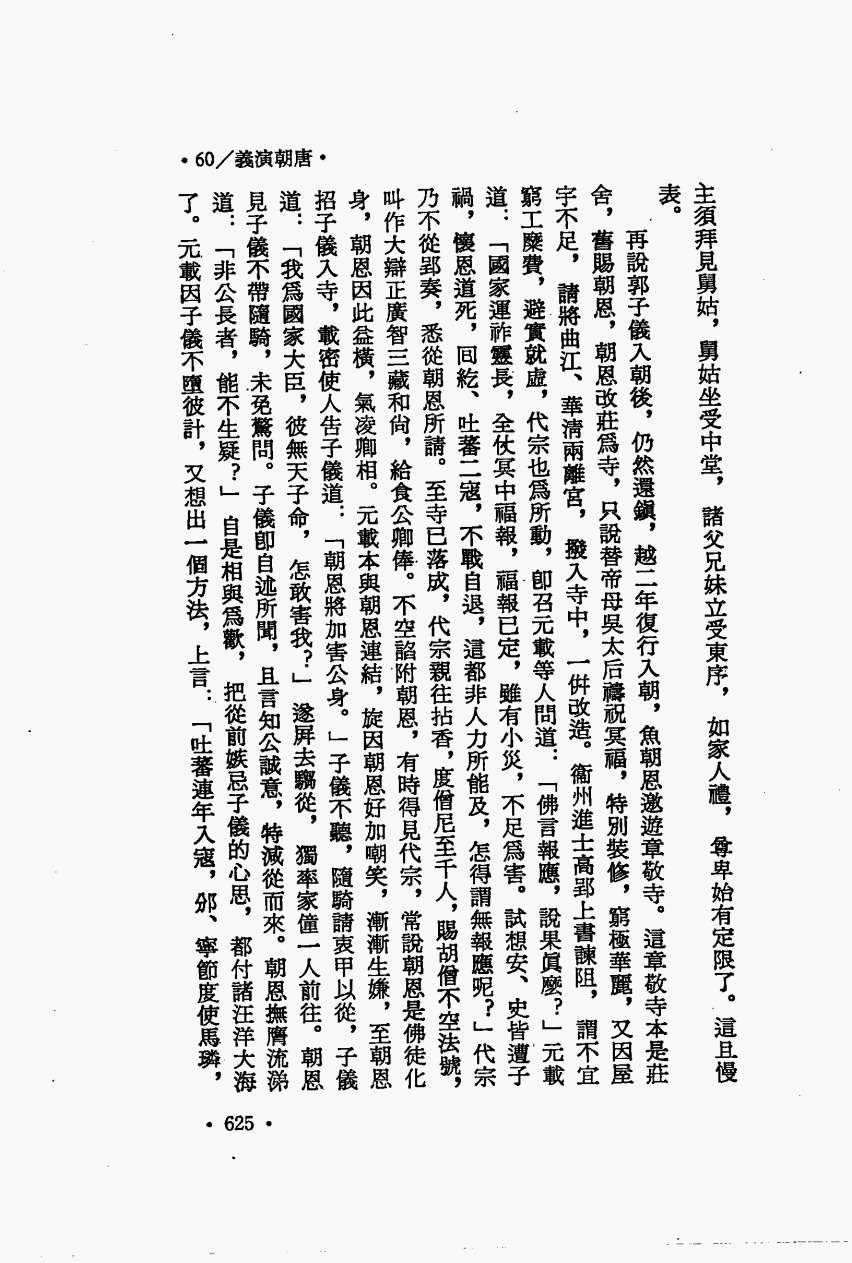 •60／義演朝唐•
主須拜見舅姑，舅姑坐受中堂，諸父兄妹立受東序，如家人禮，尊卑始有定限了。這且慢
表。
再說郭子儀入朝後，仍然還鎭，越二年復行入朝，魚朝恩邀遊章敬寺。這章敬寺本是莊
舍，舊賜朝恩，朝恩改莊爲寺，只說替帝母吳太后禱祝冥福，特別裝修，窮極華麗，又因屋
宇不足，請將曲江、華淸兩離宮，撥入寺中，一併改造。衞州進士高郢上書諫阻，謂不宜
窮工糜費，避實就虛，代宗也爲所動，卽召元載等人問道：「佛言報應，說果眞麼？」元載
道：「國家運祚靈長，全仗冥中福報，福報已定，雖有小災，不足爲害。試想安、史皆遭子
禍，懷恩道死，回紇、吐蕃二寇，不戰自退，這都非人力所能及，怎得謂無報應呢？」代宗
乃不從郢奏，悉從朝恩所請。至寺已落成，代宗親往拈香，度僧尼至千人，賜胡僧不空法號，
叫作大辯正廣智三藏和尙，給食公卿俸。不空諂附朝恩，有時得見代宗，常說朝恩是佛徒化
身，朝恩因此益橫，氣凌卿相。元載本與朝恩連結，旋因朝恩好加嘲笑，漸漸生嫌，至朝恩
招子儀入寺，載密使人吿子儀道：「朝恩將加害公身。」子儀不聽，隨騎請衷甲以從，子儀
道：「我爲國家大臣，彼無天子命，怎敢害我？」遂屏去騶從，獨率家僮一人前往。朝恩
見子儀不帶隨騎，未免驚問。子儀卽自述所聞，且言知公誠意，特減從而來。朝恩撫膺流涕
道：「非公長者，能不生疑？」自是相與爲歡，把從前嫉忌子儀的心思，都付諸汪洋大海
了。元載因子儀不墮彼計，又想出一個方法，上言：「吐蕃連年入寇，邠、寧節度使馬璘，
•625•